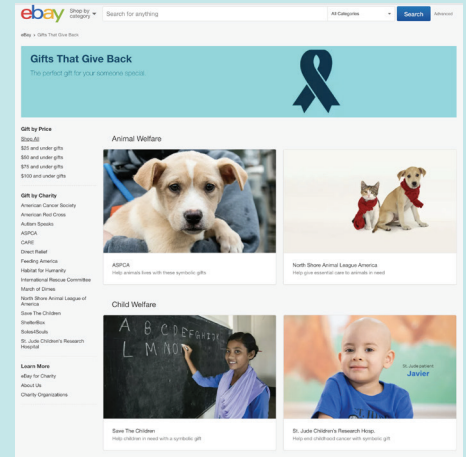 ebay
Shop by
category
Search for anything
All Categories
Search
Advanced
eBay > Gifts That Give Back
Gifts That Give Back
The perfect gift for your someone special.
Gift by Price
Shop All
$25 and under gifts
$50 and under gifts
$75 and under gifts
$100 and under gifts
Gift by Charity
American Cancer Society
American Red Cross
Autism Speaks
ASPCA
CARE
Direct Relief
Feeding America
Habitat for Humanity
International Rescue Committee
March of Dimes
North Shore Animal League of
America
Save The Children
ShelterBox
Soles4Souls
St. Jude Children's Research
Hospital
Learn More
eBay for Charity
About Us
Charity Organizations
Animal Welfare
ASPCA
Help animals lives with these symbolic gifts
North Shore Animal League America
Help give essential care to animals in need
Child Welfare
A B C D E F G H I J K
L M N O
Save The Children
Help children in need with a symbolic gift
St. Jude patient
Javier
St. Jude Children's Research Hosp.
Help end childhood cancer with symbolic gift